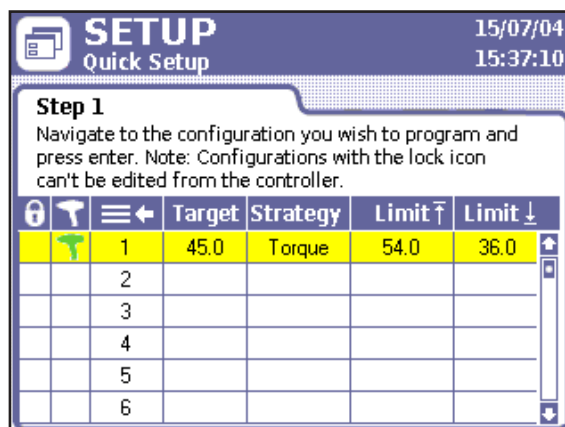 SETUP
15/07/04
Quick Setup
15:37:10
Step 1
Navigate to the configuration you wish to program and
press enter. Note: Configurations with the lock icon
can't be edited from the controller.
Target Strategy Limit Limit
1 45.0 Torque 54.0 36.0
2
3
4
5
6